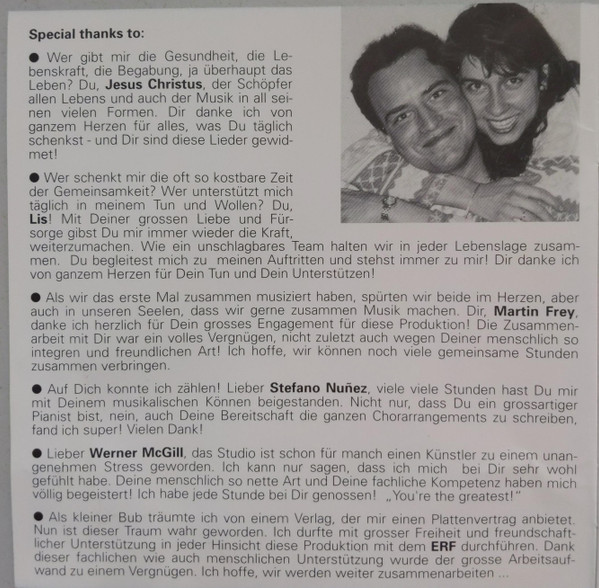 Special thanks to:
● Wer gibt mir die Gesundheit, die Le-
benskraft, die Begabung, ja überhaupt das
Leben? Du, Jesus Christus, der Schöpfer
allen Lebens und auch der Musik in all sei-
nen vielen Formen. Dir danke ich von
ganzem Herzen für alles, was Du täglich
schenkst - und Dir sind diese Lieder gewid-
met!
● Wer schenkt mir die oft so kostbare Zeit
der Gemeinsamkeit? Wer unterstützt mich
täglich in meinem Tun und Wollen? Du,
Lis! Mit Deiner grossen Liebe und Für-
sorge gibst Du mir immer wieder die Kraft,
weiterzumachen. Wie ein unschlagbares Team halten wir in jeder Lebenslage zusam-
men. Du begleitest mich zu meinen Auftritten und stehst immer zu mir! Dir danke ich
von ganzem Herzen für Dein Tun und Dein Unterstützen!
● Als wir das erste Mal zusammen musiziert haben, spürten wir beide im Herzen, aber
auch in unseren Seelen, dass wir gerne zusammen Musik machen. Dir, Martin Frey,
danke ich herzlich für Dein grosses Engagement für diese Produktion! Die Zusammen-
arbeit mit Dir war ein volles Vergnügen, nicht zuletzt auch wegen Deiner menschlich so
integren und freundlichen Art! Ich hoffe, wir können noch viele gemeinsame Stunden
zusammen verbringen.
● Auf Dich konnte ich zählen! Lieber Stefano Nuñez, viele viele Stunden hast Du mir
mit Deinem musikalischen Können beigestanden. Nicht nur, dass Du ein grossartiger
Pianist bist, nein, auch Deine Bereitschaft die ganzen Chorarrangements zu schreiben,
fand ich super! Vielen Dank!
● Lieber Werner McGill, das Studio ist schon für manch einen Künstler zu einem unan-
genehmen Stress geworden. Ich kann nur sagen, dass ich mich bei Dir sehr wohl
gefühlt habe. Deine menschlich so nette Art und Deine fachliche Kompetenz haben mich
völlig begeistert! Ich habe jede Stunde bei Dir genossen! „You're the greatest!“
● Als kleiner Bub träumte ich von einem Verlag, der mir einen Plattenvertrag anbietet.
Nun ist dieser Traum wahr geworden. Ich durfte mit grosser Freiheit und freundschaft-
licher Unterstützung in jeder Hinsicht diese Produktion mit dem ERF durchführen. Dank
dieser fachlichen wie auch menschlichen Unterstützung wurde der grosse Arbeitsauf-
wand zu einem Vergnügen. Ich hoffe, wir werden weiter zusammenarbeiten ...